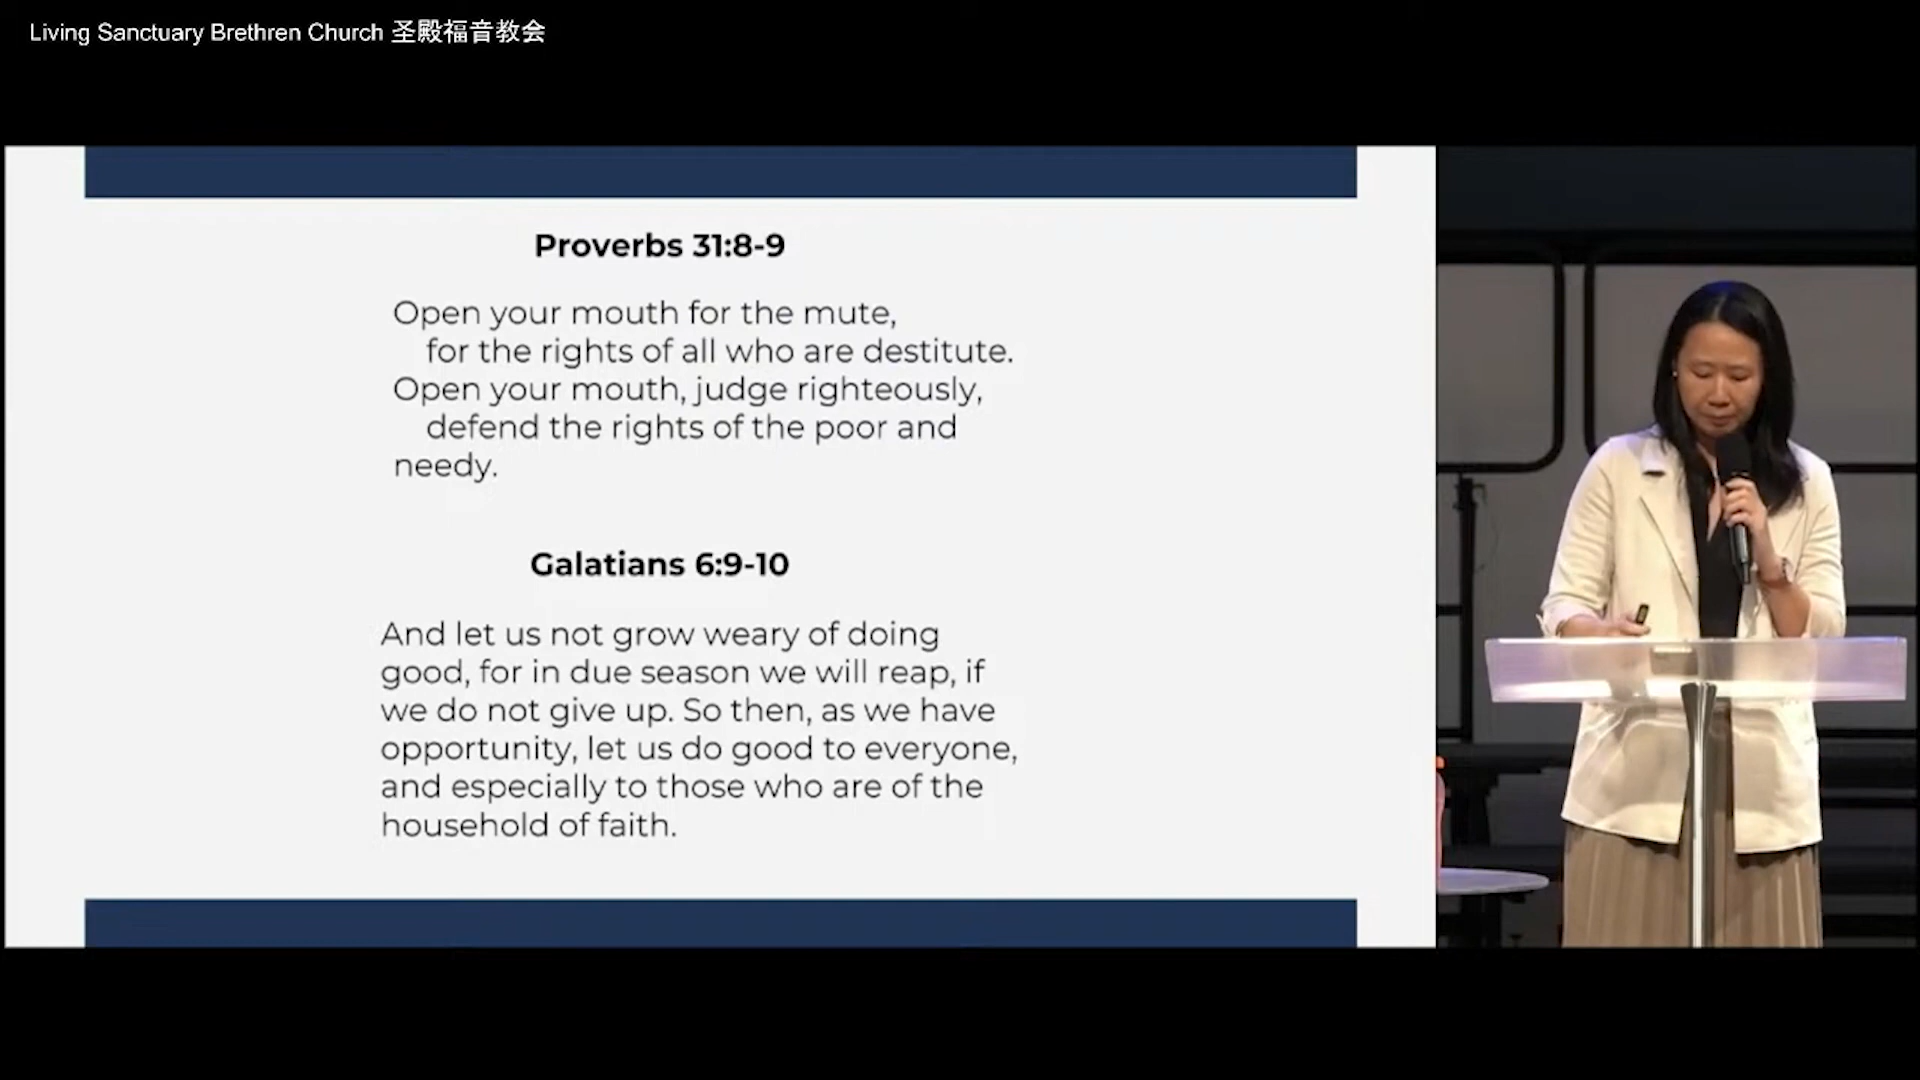 Living Sanctuary Brethren Church 圣殿福音教会
Proverbs 31:8-9
Open your mouth for the mute,
for the rights of all who are destitute.
Open your mouth, judge righteously,
defend the rights of the poor and
needy.
Galatians 6:9-10
And let us not grow weary of doing
good, for in due season we will reap, if
we do not give up. So then, as we have
opportunity, let us do good to everyone,
and especially to those who are of the
household of faith.